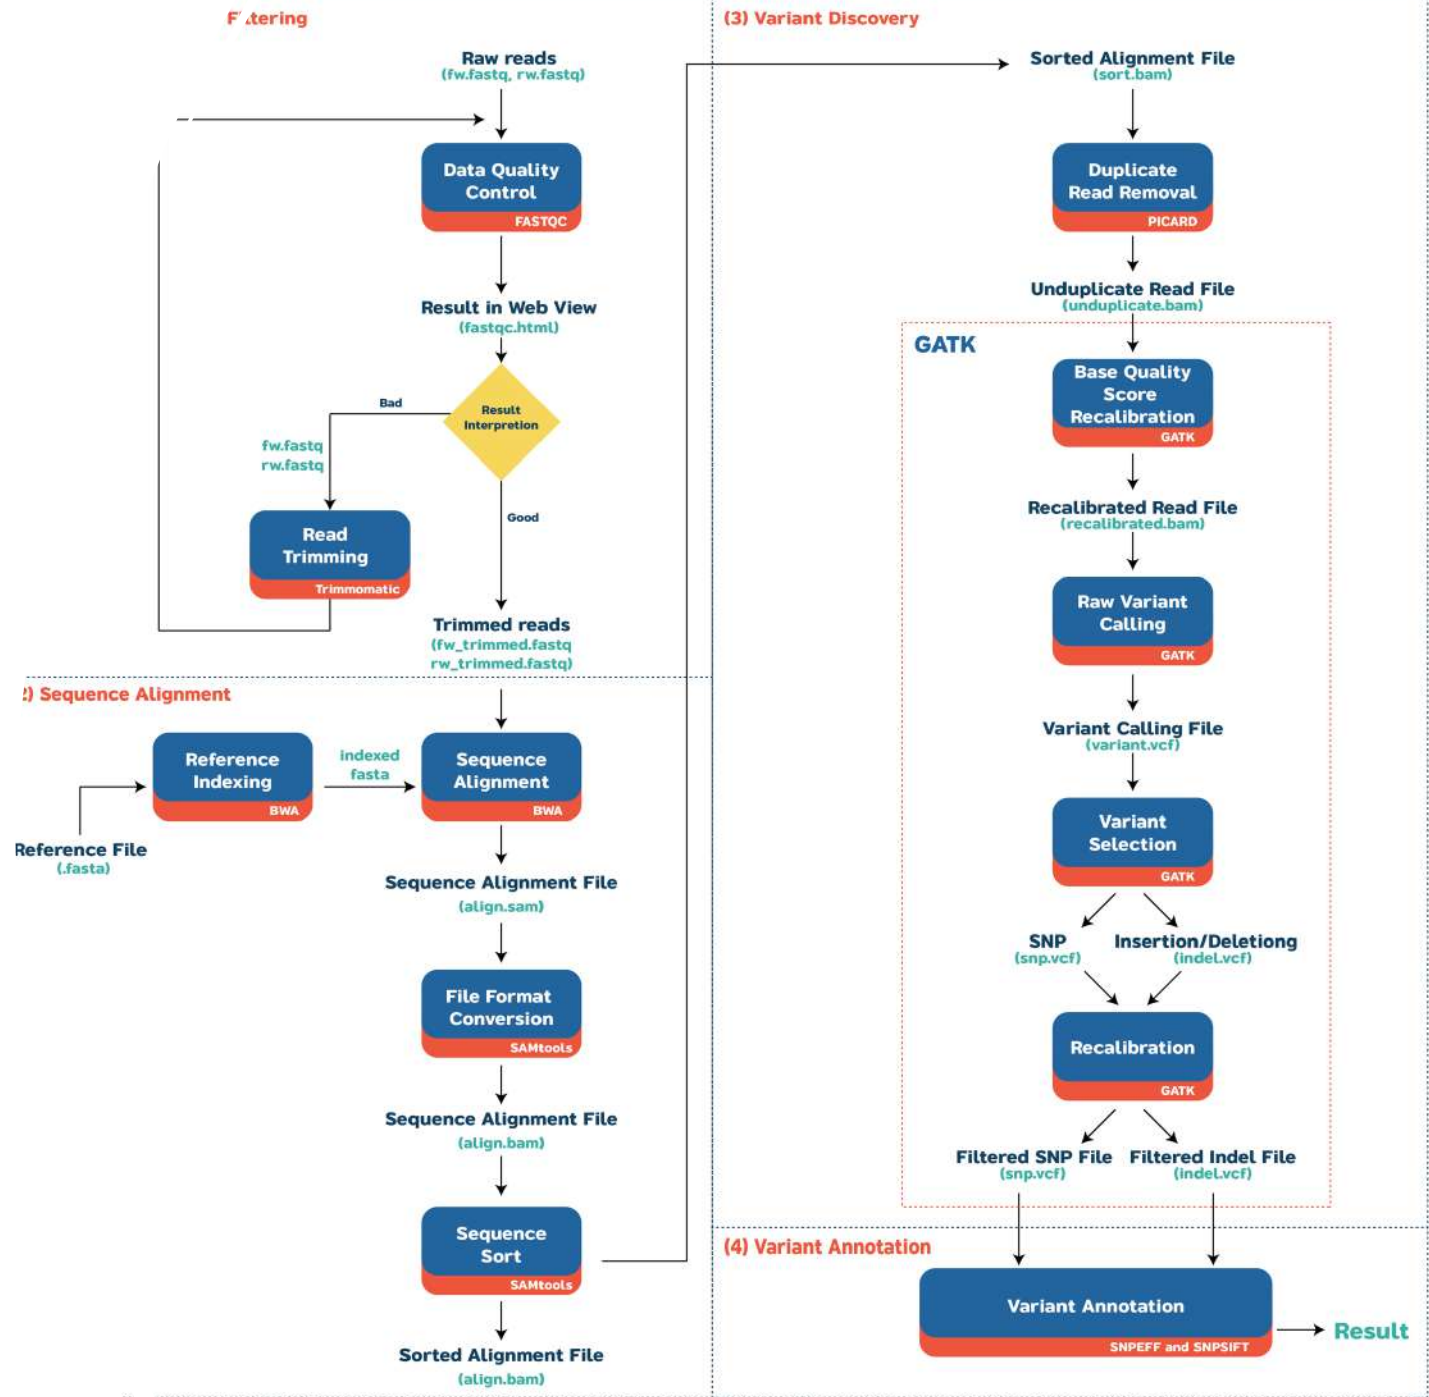 Filtering
Raw reads
(fw.fastq, rw.fastq)
Data Quality
Control
FASTQC
Result in Web View
(fastqc.html)
Result
Interpretion
Bad
fw.fastq
rw.fastq
Read
Trimming
Trimmomatic
Good
Trimmed reads
(fw_trimmed.fastq
rw_trimmed.fastq)
2) Sequence Alignment
Reference File
(.fasta)
Reference
Indexing
BWA
indexed
fasta
Sequence
Alignment
BWA
Sequence Alignment File
(align.sam)
File Format
Conversion
SAMtools
Sequence Alignment File
(align.bam)
Sequence
Sort
SAMtools
Sorted Alignment File
(align.bam)
(3) Variant Discovery
Sorted Alignment File
(sort.bam)
Duplicate
Read Removal
PICARD
Unduplicate Read File
(unduplicate.bam)
GATK
Base Quality
Score
Recalibration
GATK
Recalibrated Read File
(recalibrated.bam)
Raw Variant
Calling
GATK
Variant Calling File
(variant.vcf)
Variant
Selection
GATK
SNP
(snp.vcf)
Insertion/Deletiong
(indel.vcf)
Recalibration
GATK
Filtered SNP File
(snp.vcf)
Filtered Indel File
(indel.vcf)
(4) Variant Annotation
Variant Annotation
SNPEFF and SNPSIFT
Result